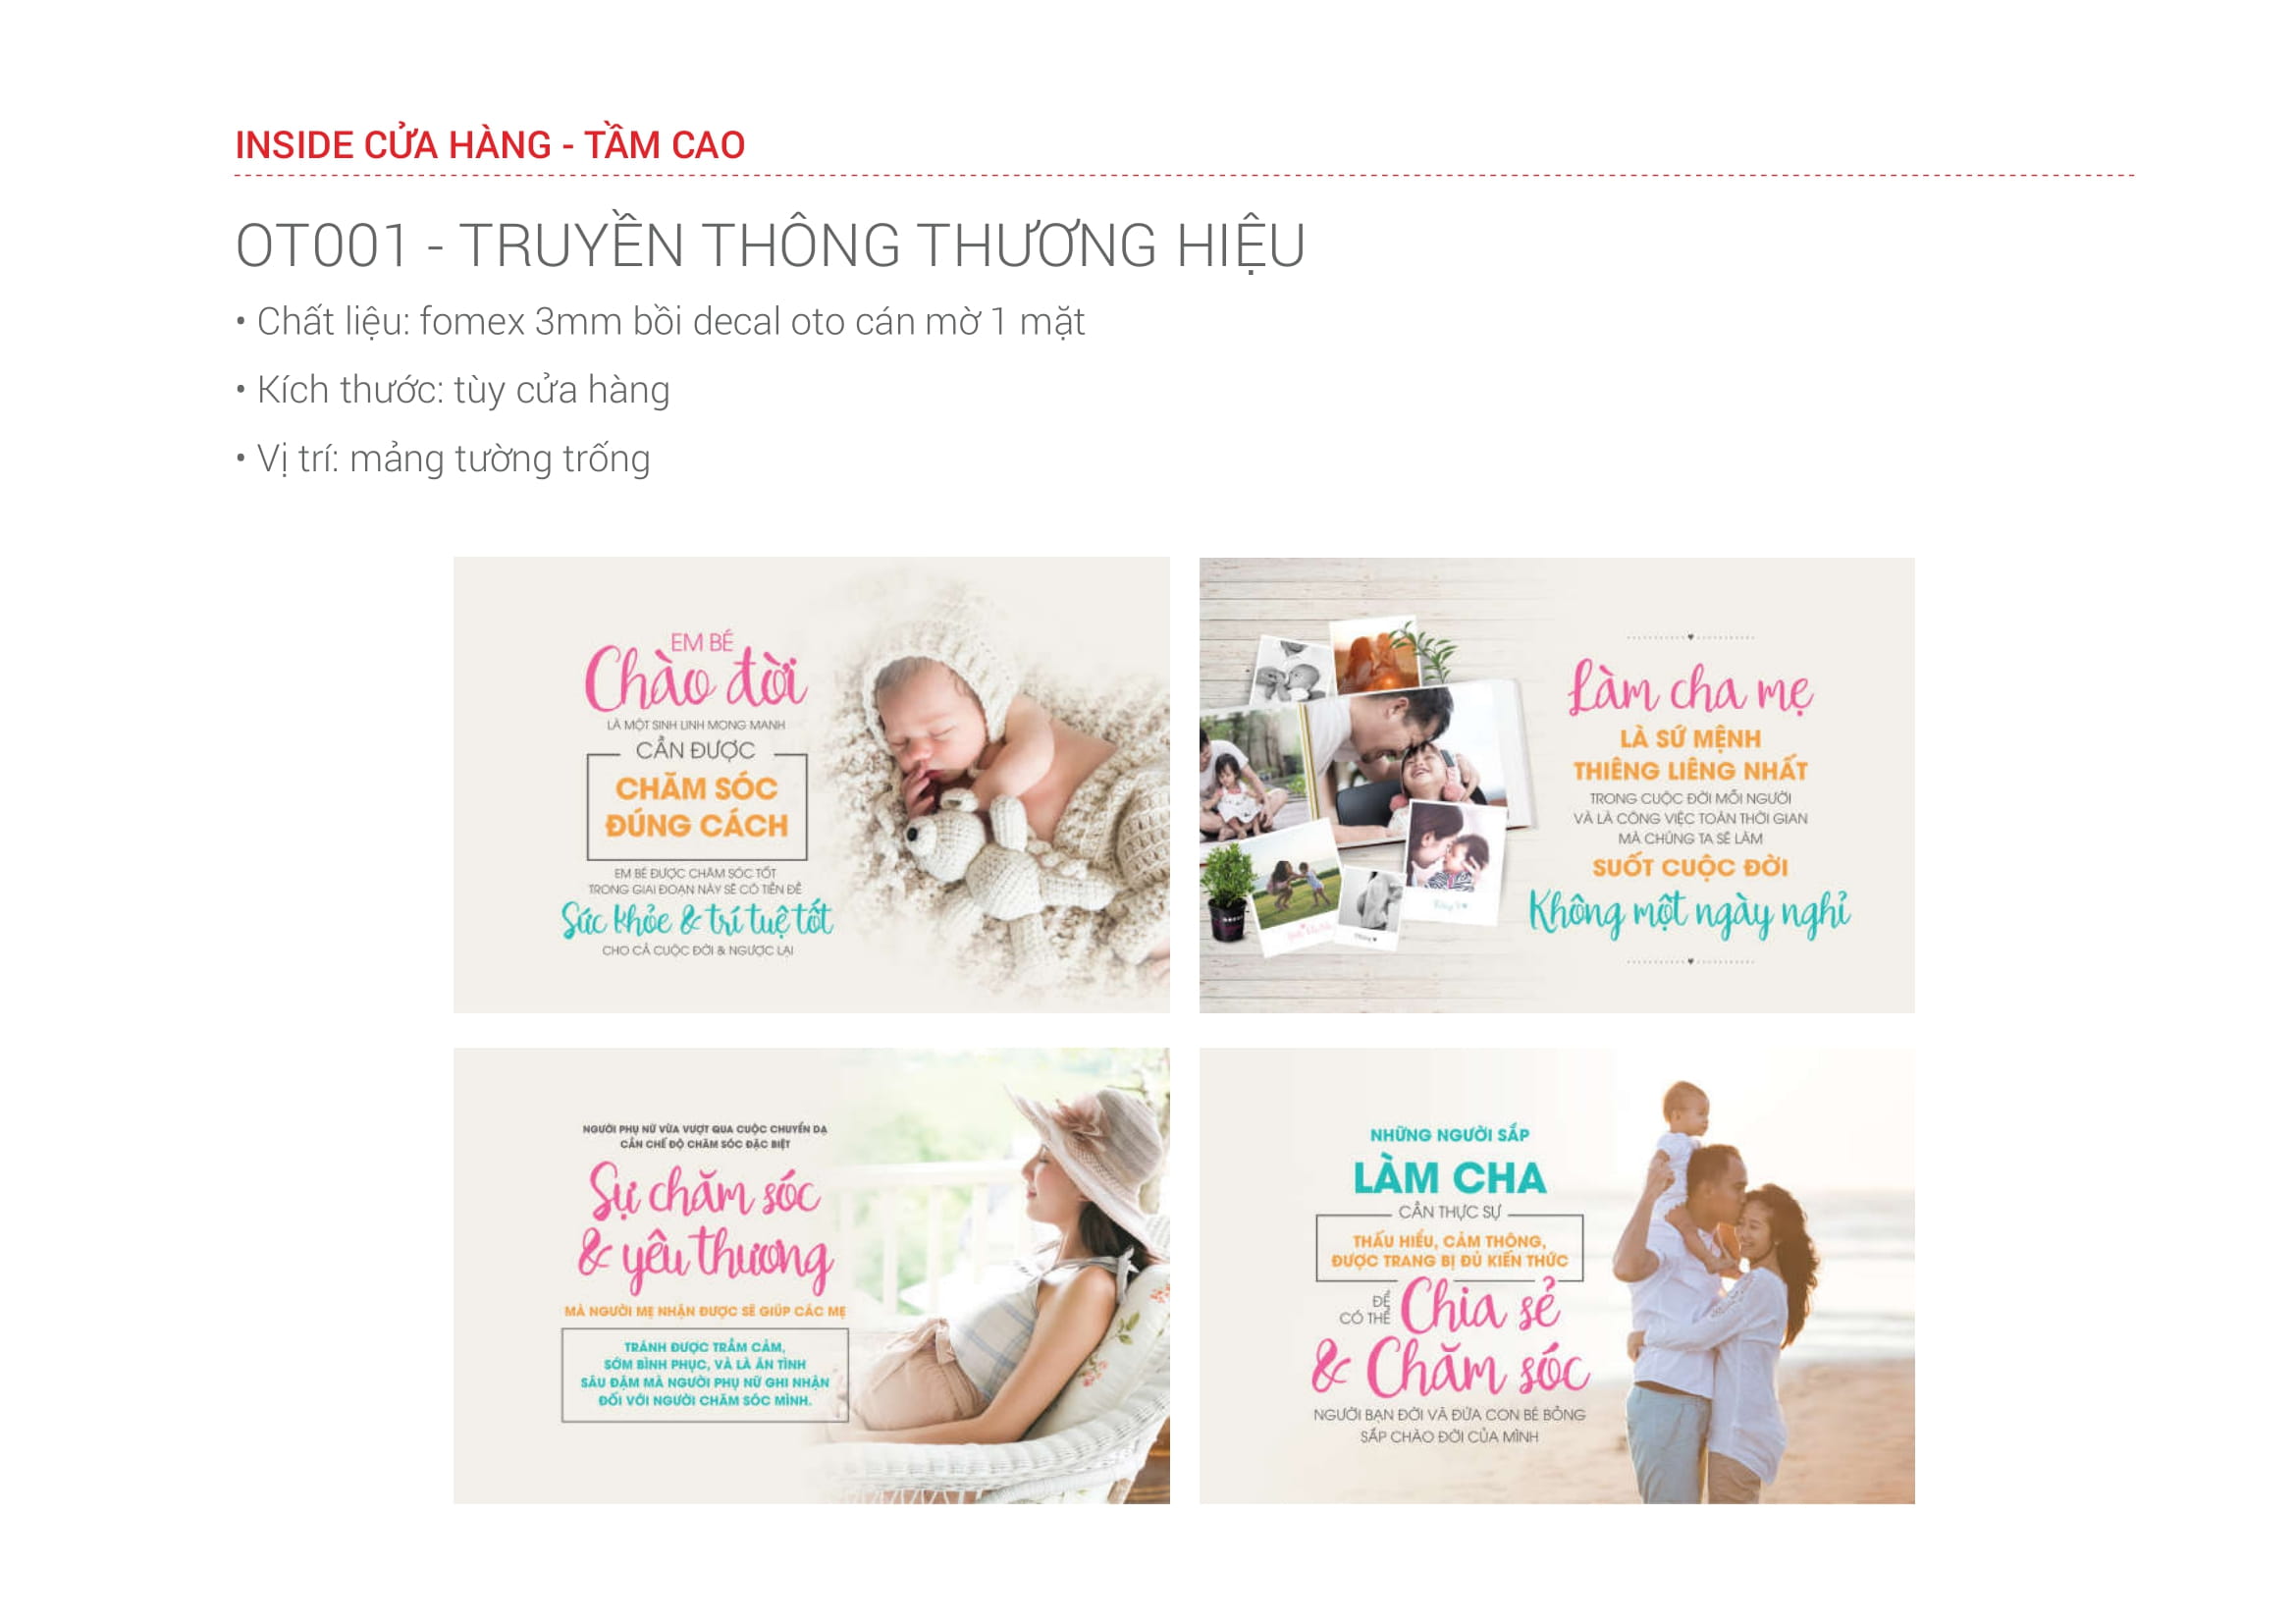 INSIDE CỬA HÀNG - TẦM CAO
OT001 - TRUYỀN THÔNG THƯƠNG HIỆU
• Chất liệu: fomex 3mm bồi decal oto cán mờ 1 mặt
• Kích thước: tùy cửa hàng
• Vị trí: mảng tường trống
EM BÉ
Chào đời
LÀ MỘT SINH LINH MONG MANH
CẦN ĐƯỢC
CHĂM SÓC
ĐÚNG CÁCH
EM BÉ ĐƯỢC CHĂM SÓC TỐT
TRONG GIAI ĐOẠN NÀY SẼ CÓ TIỀN ĐỀ
Sức khỏe & trí tuệ tốt
CHO CẢ CUỘC ĐỜI & NGƯỢC LẠI
Làm cha mẹ
LÀ SỨ MỆNH
THIÊNG LIÊNG NHẤT
TRONG CUỘC ĐỜI MỖI NGƯỜI
VÀ LÀ CÔNG VIỆC TOÀN THỜI GIAN
MÀ CHÚNG TA SẼ LÀM
SUỐT CUỘC ĐỜI
Không một ngày nghỉ
NGƯỜI PHỤ NỮ VỪA VƯỢT QUA CUỘC CHUYỂN DẠ
CẦN CHẾ ĐỘ CHĂM SÓC ĐẶC BIỆT
Sự chăm sóc
& yêu thương
MÀ NGƯỜI MẸ NHẬN ĐƯỢC SẼ GIÚP CÁC MẸ
TRÁNH ĐƯỢC TRẦM CẢM,
SỚM BÌNH PHỤC, VÀ LÀ ÂN TÌNH
SÂU ĐẬM MÀ NGƯỜI PHỤ NỮ GHI NHẬN
ĐỐI VỚI NGƯỜI CHĂM SÓC MÌNH.
NHỮNG NGƯỜI SẮP
LÀM CHA
CẦN THỰC SỰ
THẤU HIỂU, CẢM THÔNG,
ĐƯỢC TRANG BỊ ĐỦ KIẾN THỨC
ĐỂ
CÓ THỂ
Chia sẻ
& Chăm sóc
NGƯỜI BẠN ĐỜI VÀ ĐỨA CON BÉ BỎNG
SẮP CHÀO ĐỜI CỦA MÌNH